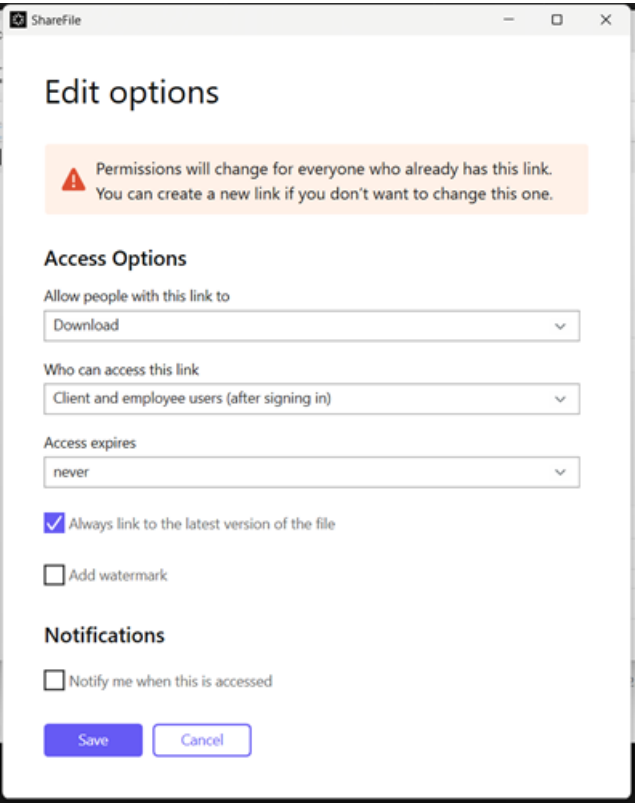 ShareFile
Edit options
Permissions will change for everyone who already has this link.
You can create a new link if you don't want to change this one.
Access Options
Allow people with this link to
Download
Who can access this link
Client and employee users (after signing in)
Access expires
never
Always link to the latest version of the file
Add watermark
Notifications
Notify me when this is accessed
Save
Cancel